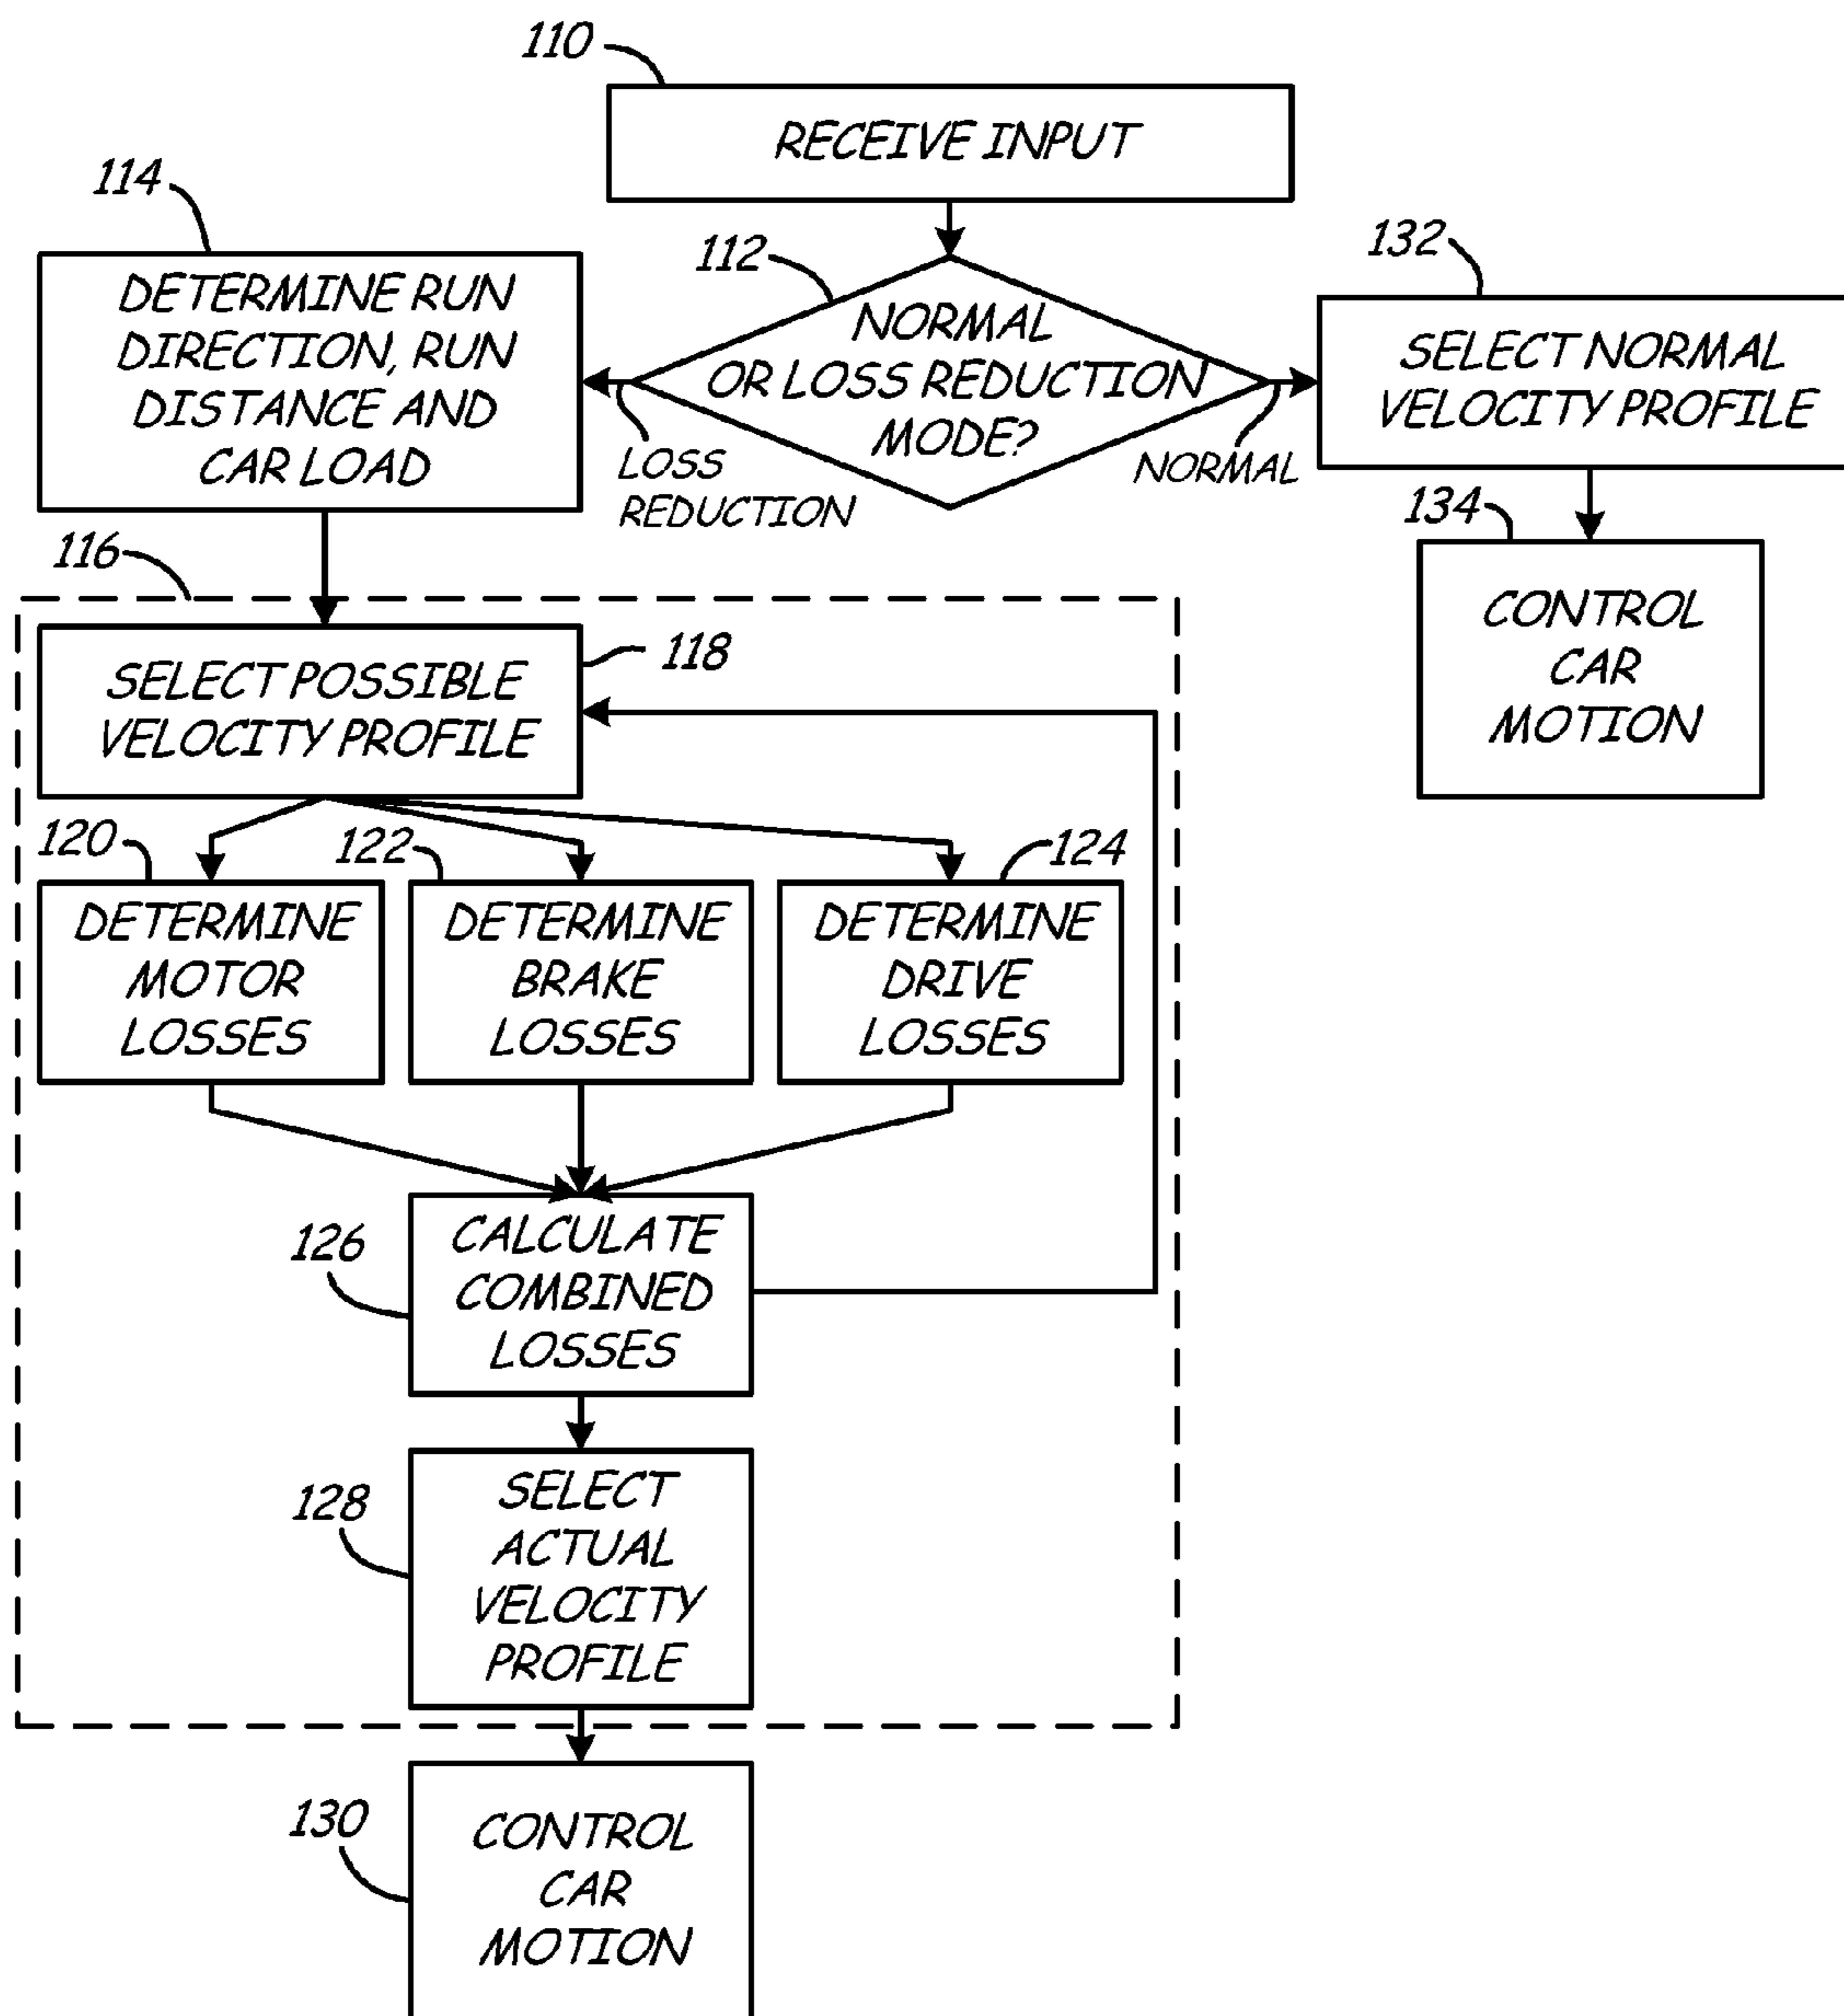 110
RECEIVE INPUT
114
DETERMINE RUN
DIRECTION, RUN
DISTANCE AND
CAR LOAD
112
NORMAL
OR LOSS REDUCTION
MODE?
LOSS
REDUCTION
NORMAL
132
SELECT NORMAL
VELOCITY PROFILE
134
CONTROL
CAR
MOTION
116
SELECT POSSIBLE
VELOCITY PROFILE
118
120
DETERMINE
MOTOR
LOSSES
122
DETERMINE
BRAKE
LOSSES
124
DETERMINE
DRIVE
LOSSES
126
CALCULATE
COMBINED
LOSSES
128
SELECT
ACTUAL
VELOCITY
PROFILE
130
CONTROL
CAR
MOTION